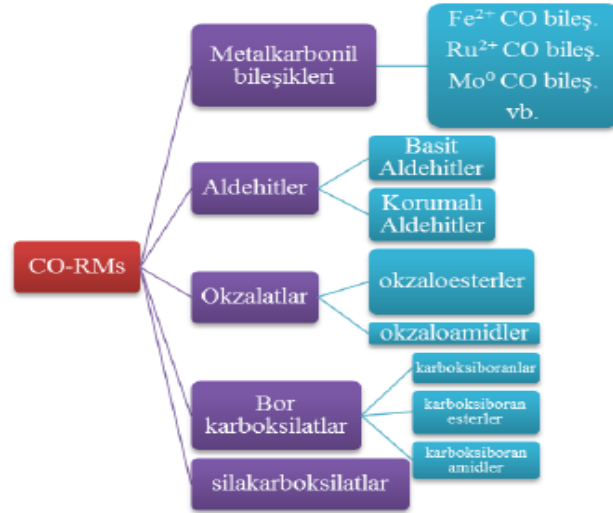 CO-RMs
Metalkarbonil
bileşikleri
Fe²⁺ CO bileş.
Ru²⁺ CO bileş.
Mo⁰ CO bileş.
vb.
Aldehitler
Basit
Aldehitler
Korumalı
Aldehitler
Okzalatlar
okzaloesterler
okzaloamidler
Bor
karboksilatlar
karboksiboranlar
karboksiboran
esterler
karboksiboran
amidler
silakarboksilatlar